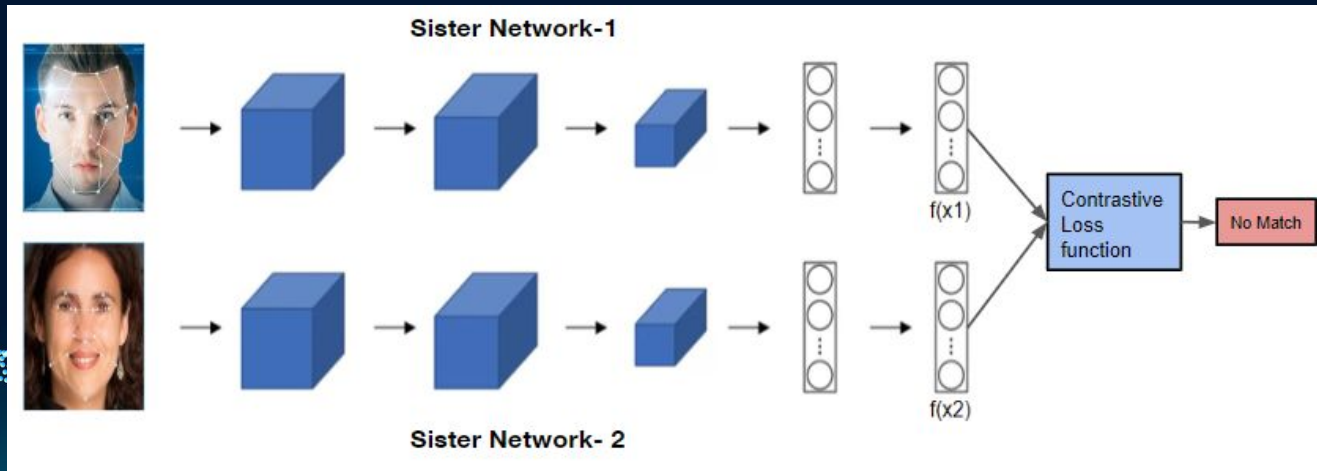 Sister Network-1
f(x1)
Contrastive
Loss
function
No Match
f(x2)
Sister Network- 2